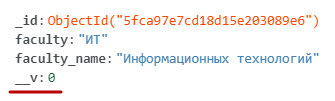 _id:ObjectId("5fca97e7cd18d15e203089e6")
faculty:"ИТ"
faculty_name:"Информационных технологий"
__v:0